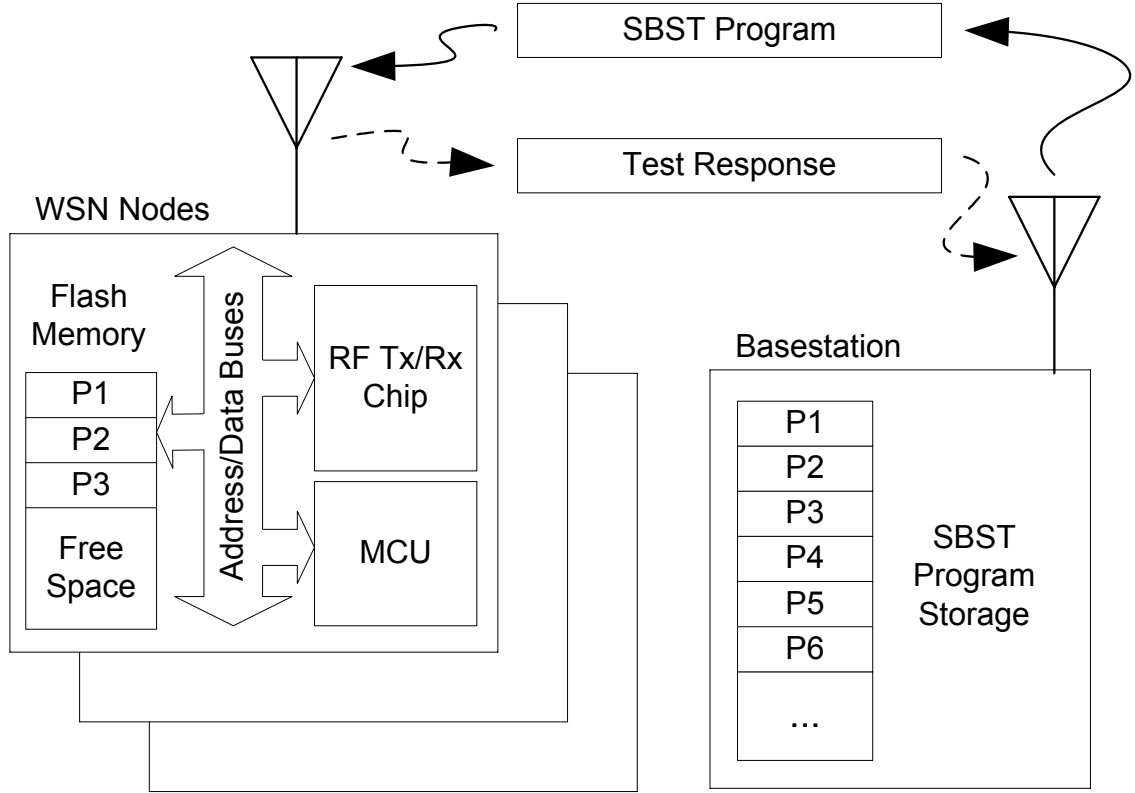 SBST Program
Test Response
WSN Nodes
Flash
Memory
P1
P2
P3
Free
Space
Address/Data Buses
RF Tx/Rx
Chip
MCU
Basestation
P1
P2
P3
P4
P5
P6
...
SBST
Program
Storage